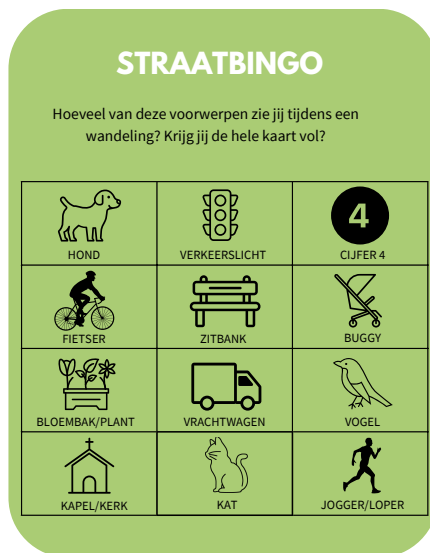 STRAATBINGO
Hoeveel van deze voorwerpen zie jij tijdens een
wandeling? Krijg jij de hele kaart vol?
4
HOND
VERKEERSLICHT
CIJFER 4
FIETSER
ZITBANK
BUGGY
BLOEMBAK/PLANT
VRACHTWAGEN
VOGEL
KAPEL/KERK
KAT
JOGGER/LOPER